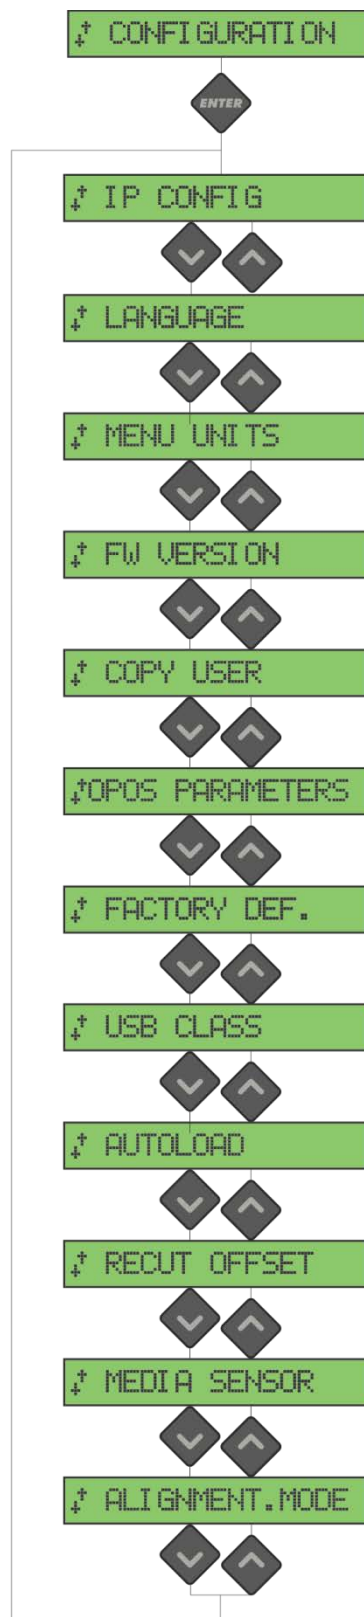 CONFIGURATION
ENTER
IP CONFIG
LANGUAGE
MENU UNITS
FW VERSION
COPY USER
OPOS PARAMETERS
FACTORY DEF.
USB CLASS
AUTOLOAD
RECUT OFFSET
MEDIA SENSOR
ALIGNMENT.MODE